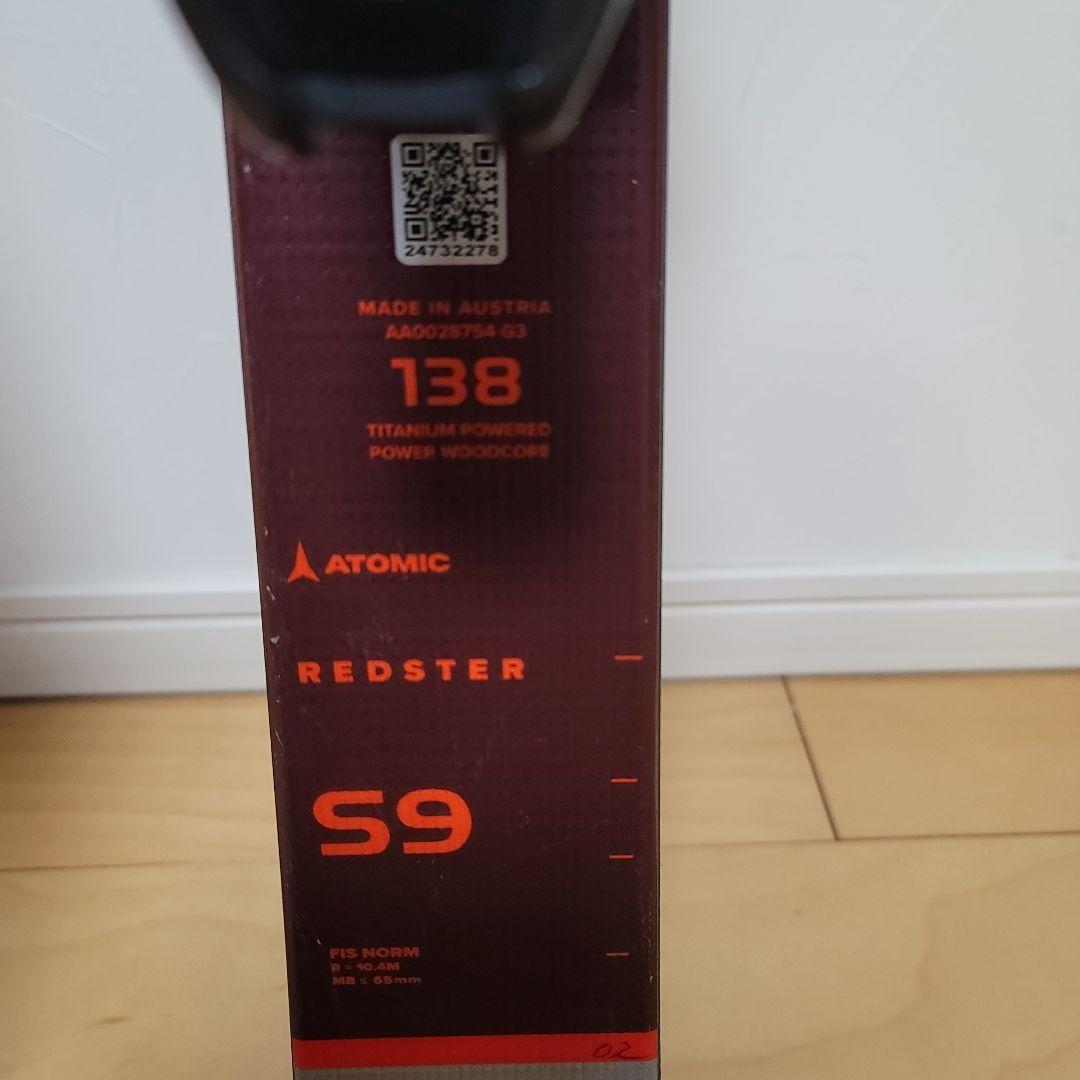 24732278
MADE IN AUSTRIA
AA0028754 G3
138
TITANIUM POWERED
POWER WOODCORE
ATOMIC
REDSTER
S9
FIS NORM
R = 10.4M
MB ≤ 65mm
02